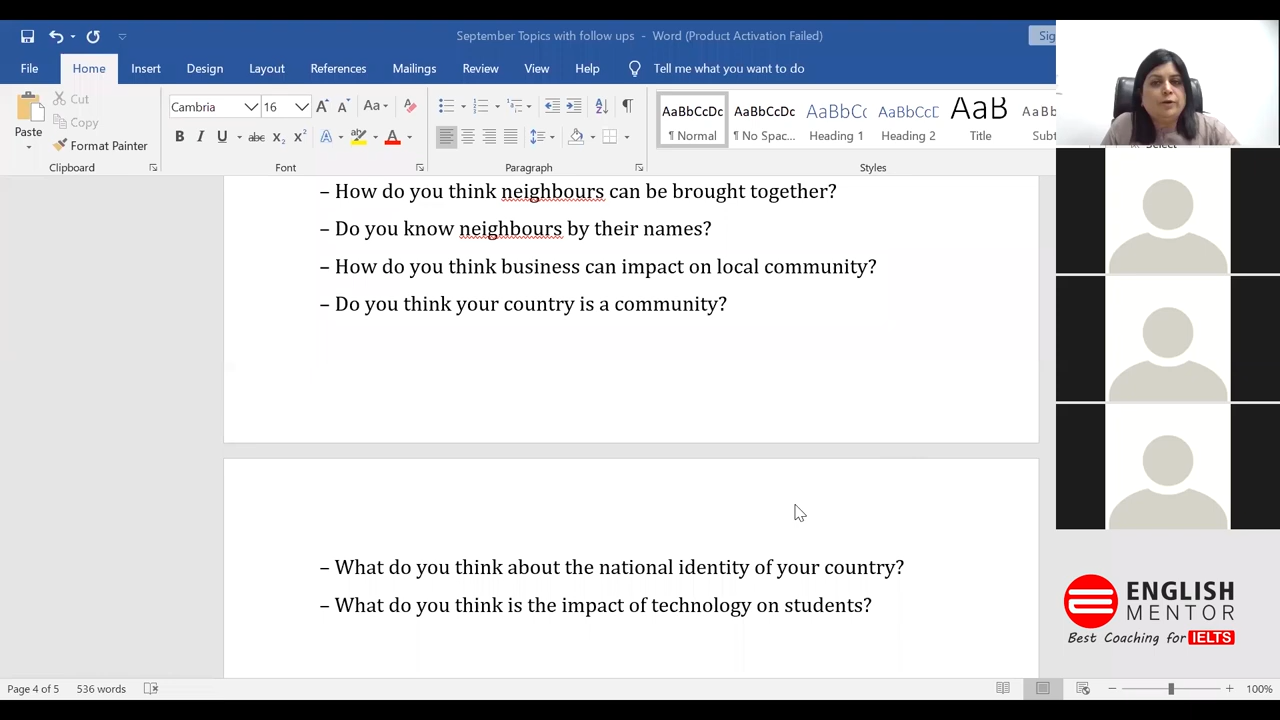 September Topics with follow ups - Word (Product Activation Failed)
Sig
File Home Insert Design Layout References Mailings Review View Help Tell me what you want to do
Paste
Cut
Copy
Format Painter
Clipboard
Cambria 16
Font
Paragraph
AaBbCcDc AaBbCcDc AaBbCc AaBbCcD AaB AaBb
¶ Normal ¶ No Spac... Heading 1 Heading 2 Title Subt
Styles
Select
– How do you think neighbours can be brought together?
– Do you know neighbours by their names?
– How do you think business can impact on local community?
– Do you think your country is a community?
– What do you think about the national identity of your country?
– What do you think is the impact of technology on students?
ENGLISH
MENTOR
Best Coaching for IELTS
Page 4 of 5 536 words 100%